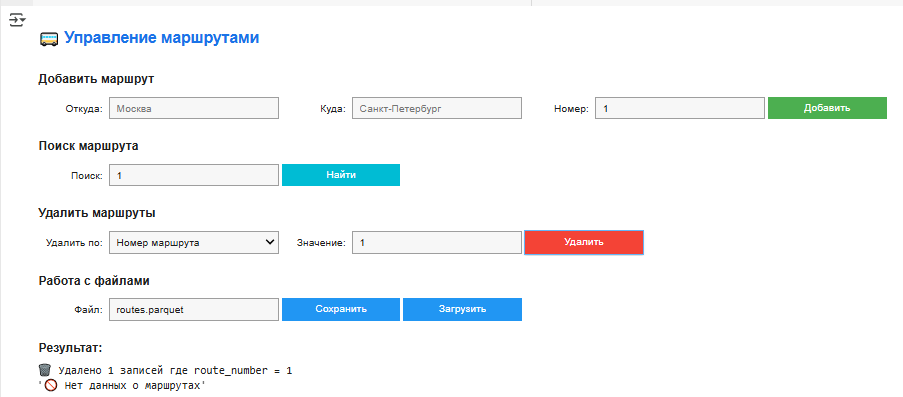 Управление маршрутами
Добавить маршрут
Откуда: Москва Куда: Санкт-Петербург Номер: 1 Добавить
Поиск маршрута
Поиск: 1 Найти
Удалить маршруты
Удалить по: Номер маршрута Значение: 1 Удалить
Работа с файлами
Файл: routes.parquet Сохранить Загрузить
Результат:
Удалено 1 записей где route_number = 1
' Нет данных о маршрутах'